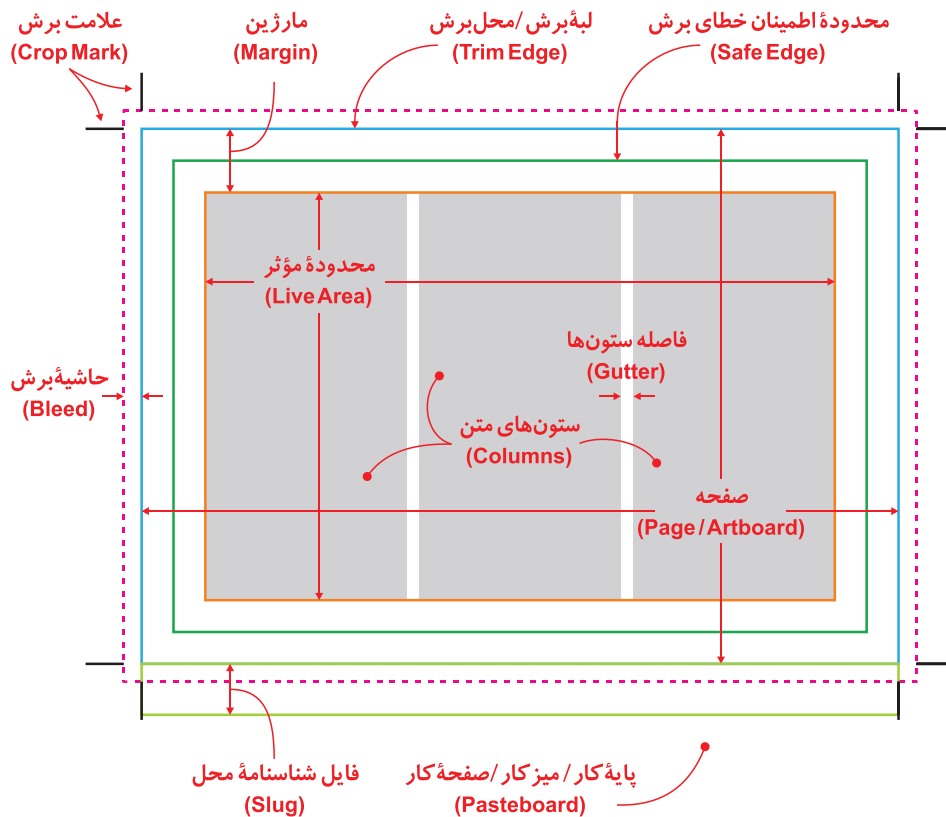 علامت برش
(Crop Mark)
مارژین
(Margin)
لبهٔ برش / محل برش
(Trim Edge)
محدودهٔ اطمینان خطای برش
(Safe Edge)
محدودهٔ مؤثر
(Live Area)
فاصله ستون‌ها
(Gutter)
حاشیهٔ برش
(Bleed)
ستون‌های متن
(Columns)
صفحه
(Page / Artboard)
فایل شناسنامهٔ محل
(Slug)
پایهٔ کار / میز کار / صفحهٔ کار
(Pasteboard)